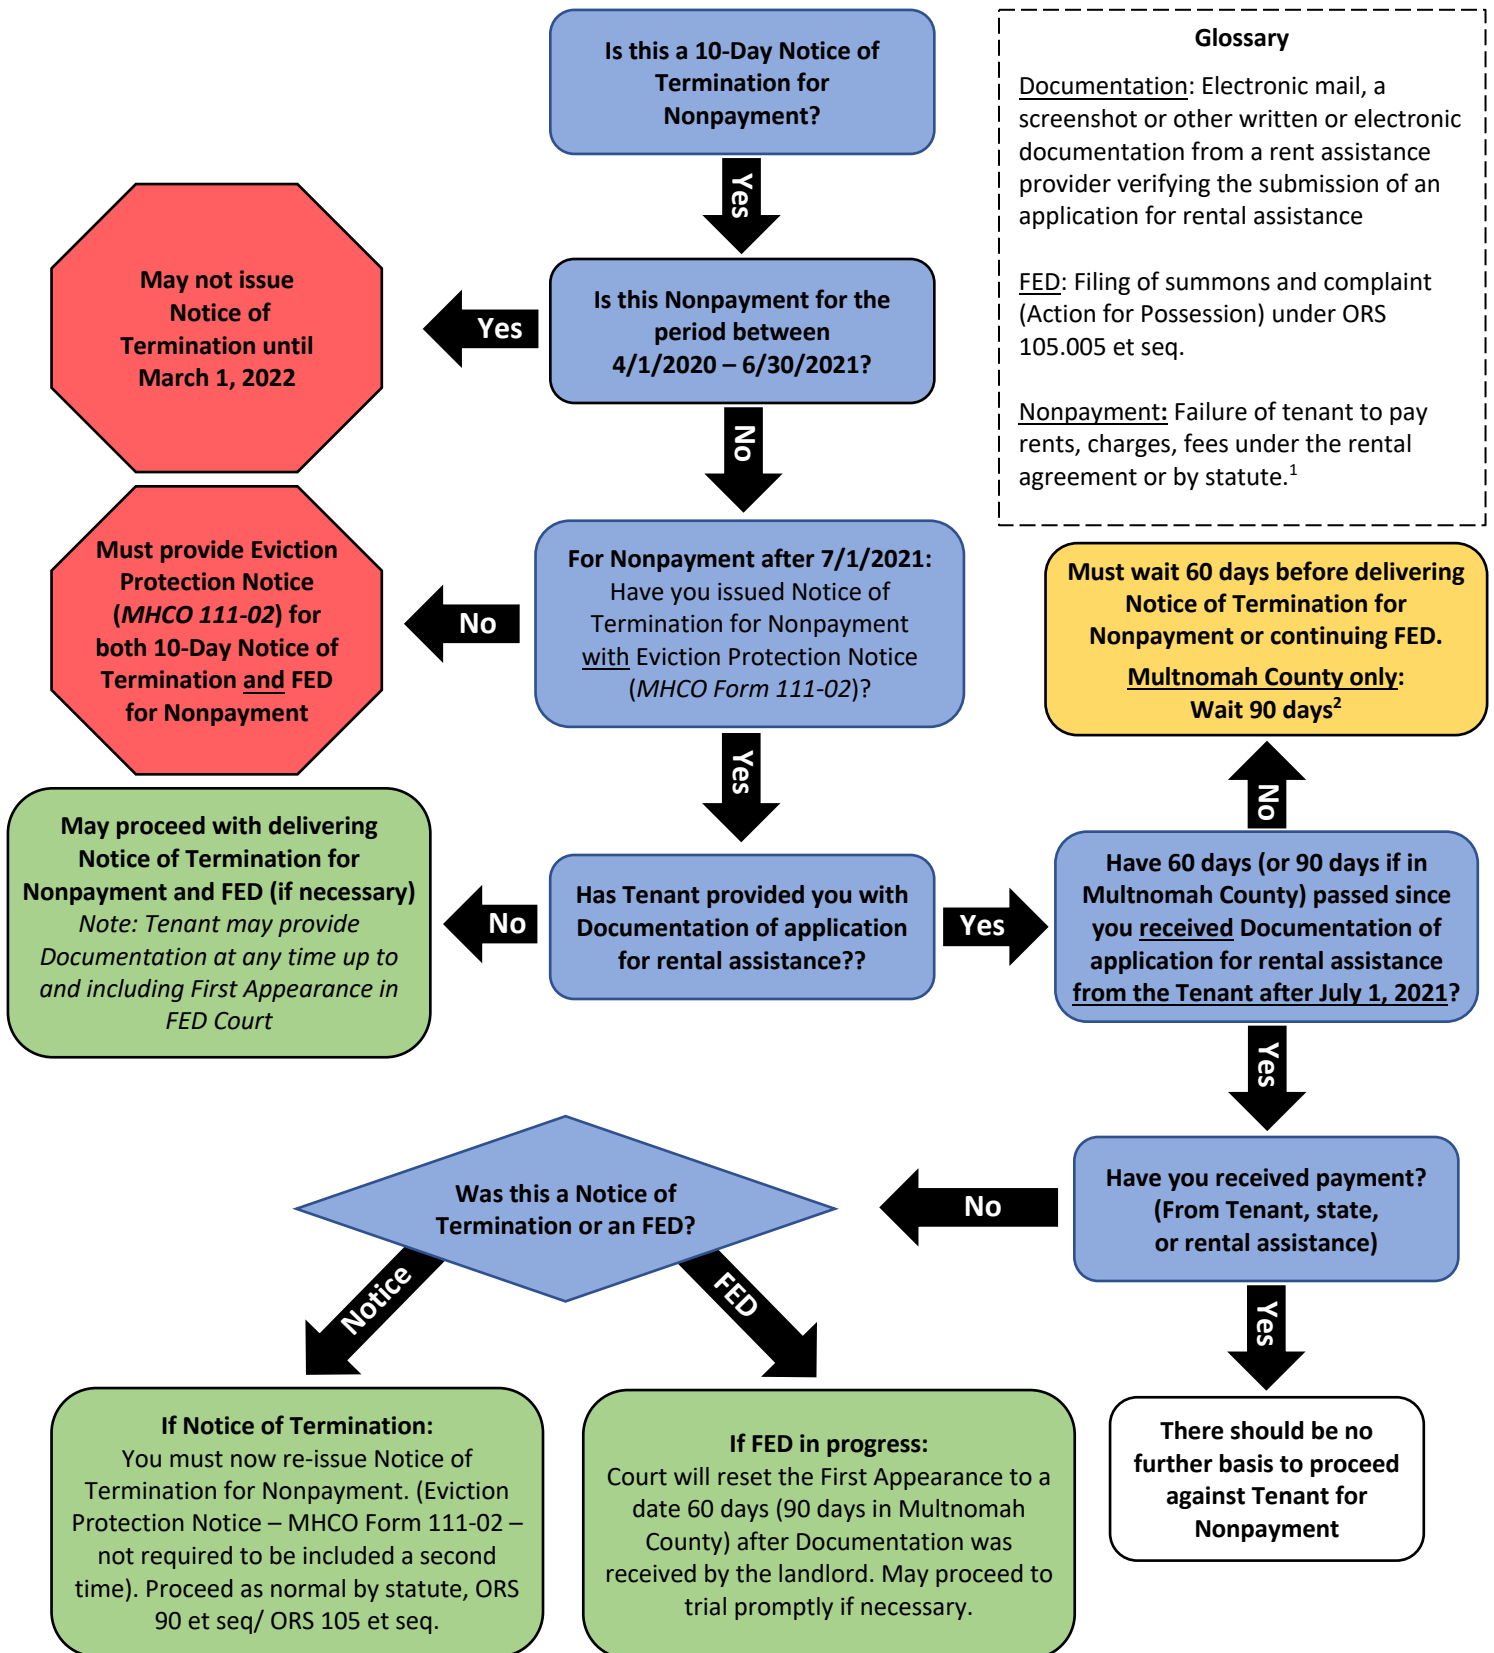 Is this a 10-Day Notice of
Termination for
Nonpayment?
Glossary
Documentation: Electronic mail, a
screenshot or other written or electronic
documentation from a rent assistance
provider verifying the submission of an
application for rental assistance
FED: Filing of summons and complaint
(Action for Possession) under ORS
105.005 et seq.
Nonpayment: Failure of tenant to pay
rents, charges, fees under the rental
agreement or by statute.1
Yes
Is this Nonpayment for the
period between
4/1/2020 – 6/30/2021?
Yes
May not issue
Notice of
Termination until
March 1, 2022
No
For Nonpayment after 7/1/2021:
Have you issued Notice of
Termination for Nonpayment
with Eviction Protection Notice
(MHCO Form 111-02)?
No
Must provide Eviction
Protection Notice
(MHCO 111-02) for
both 10-Day Notice of
Termination and FED
for Nonpayment
Yes
Must wait 60 days before delivering
Notice of Termination for
Nonpayment or continuing FED.
Multnomah County only:
Wait 90 days2
No
Has Tenant provided you with
Documentation of application
for rental assistance??
No
May proceed with delivering
Notice of Termination for
Nonpayment and FED (if necessary)
Note: Tenant may provide
Documentation at any time up to
and including First Appearance in
FED Court
Yes
Have 60 days (or 90 days if in
Multnomah County) passed since
you received Documentation of
application for rental assistance
from the Tenant after July 1, 2021?
Yes
Have you received payment?
(From Tenant, state,
or rental assistance)
No
Was this a Notice of
Termination or an FED?
Notice
FED
Yes
If Notice of Termination:
You must now re-issue Notice of
Termination for Nonpayment. (Eviction
Protection Notice – MHCO Form 111-02 –
not required to be included a second
time). Proceed as normal by statute, ORS
90 et seq/ ORS 105 et seq.
If FED in progress:
Court will reset the First Appearance to a
date 60 days (90 days in Multnomah
County) after Documentation was
received by the landlord. May proceed to
trial promptly if necessary.
There should be no
further basis to proceed
against Tenant for
Nonpayment